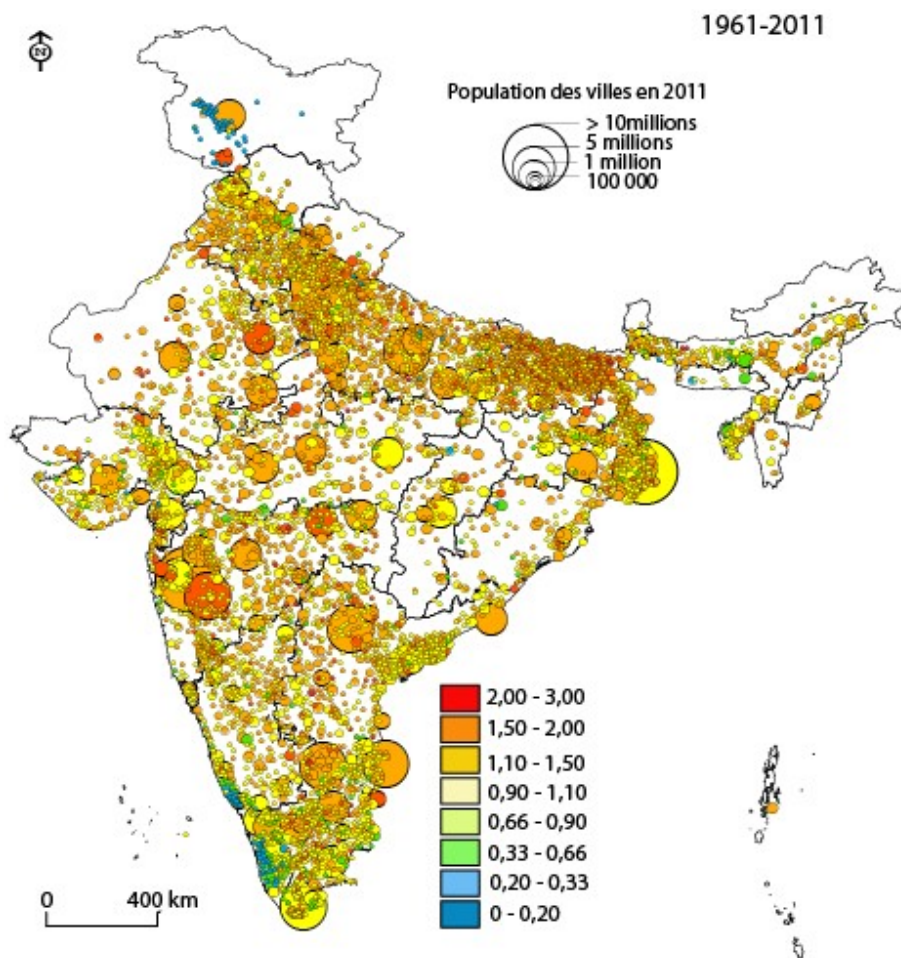 1961-2011
N
Population des villes en 2011
> 10millions
5 millions
1 million
100 000
2,00 - 3,00
1,50 - 2,00
1,10 - 1,50
0,90 - 1,10
0,66 - 0,90
0,33 - 0,66
0,20 - 0,33
0 - 0,20
0 400 km